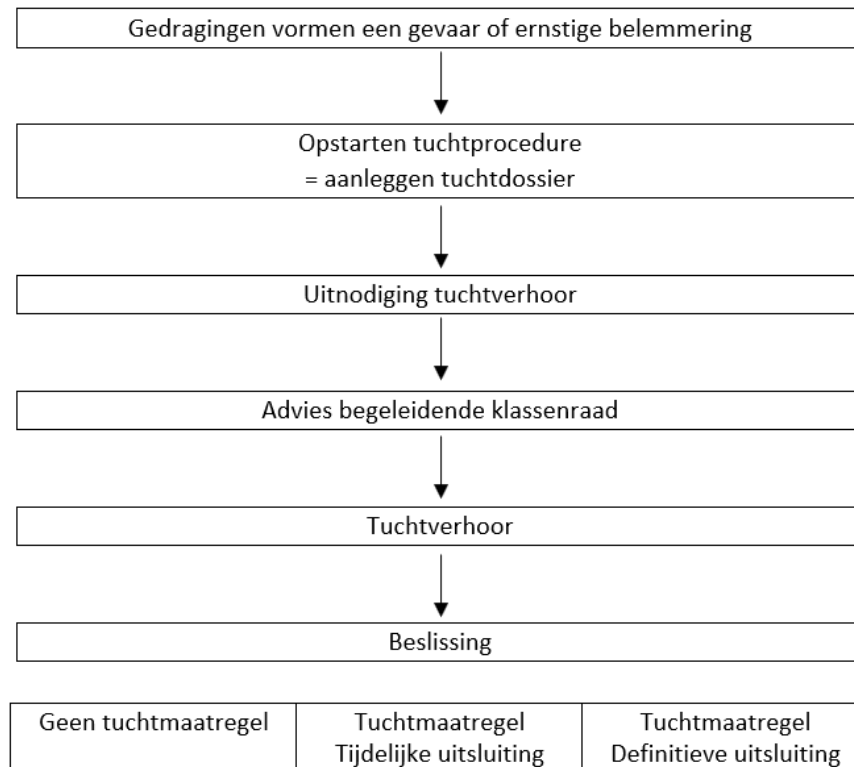 Gedragingen vormen een gevaar of ernstige belemmering
Opstarten tuchtprocedure
= aanleggen tuchtdossier
Uitnodiging tuchtverhoor
Advies begeleidende klassenraad
Tuchtverhoor
Beslissing
Geen tuchtmaatregel
Tuchtmaatregel
Tijdelijke uitsluiting
Tuchtmaatregel
Definitieve uitsluiting